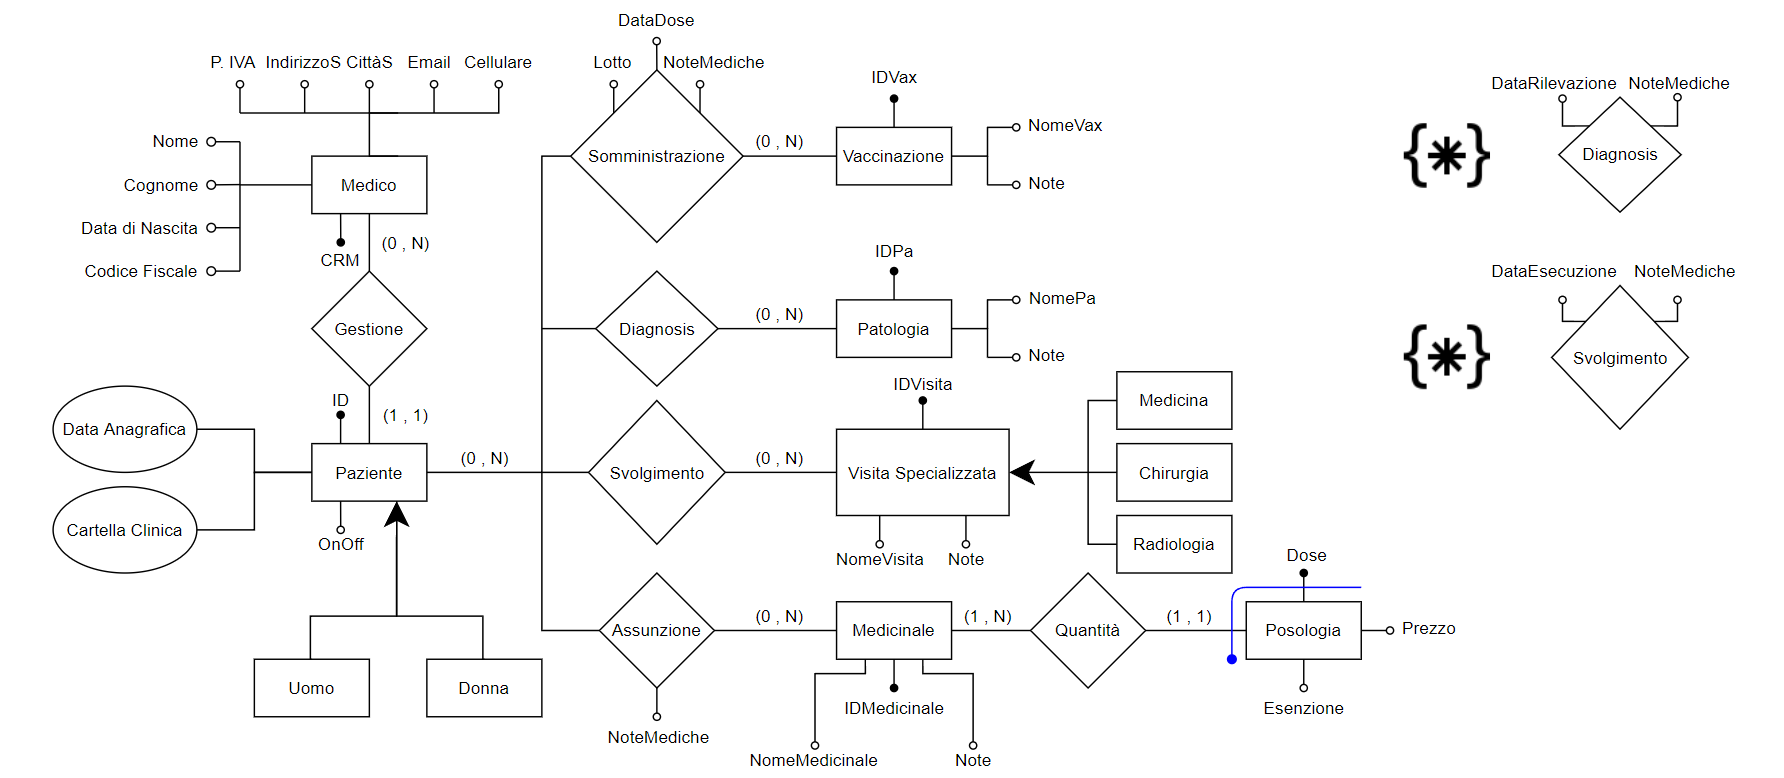 DataDose
P. IVA IndirizzoS CittàS Email Cellulare
Lotto NoteMediche
IDVax
DataRilevazione NoteMediche
Nome
NomeVax
(0 , N)
Somministrazione
Vaccinazione
{*}
Diagnosis
Cognome
Medico
Note
Data di Nascita
(0 , N)
CRM
Codice Fiscale
IDPa
DataEsecuzione NoteMediche
NomePa
(0 , N)
Gestione
Diagnosis
Patologia
Note
{*}
Svolgimento
IDVisita
ID
(1 , 1)
Medicina
Data Anagrafica
(0 , N)
(0 , N)
Paziente
Svolgimento
Visita Specializzata
Chirurgia
Cartella Clinica
OnOff
Radiologia
NomeVisita Note
Dose
(0 , N)
(1 , N)
(1 , 1)
Assunzione
Medicinale
Quantità
Posologia
Prezzo
Uomo
Donna
IDMedicinale
Esenzione
NoteMediche
NomeMedicinale
Note